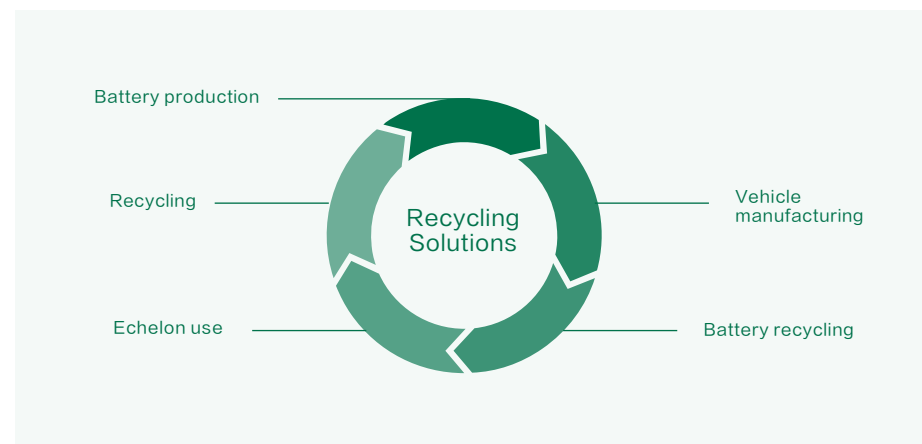 Battery production
Recycling
Vehicle
manufacturing
Recycling
Solutions
Echelon use
Battery recycling